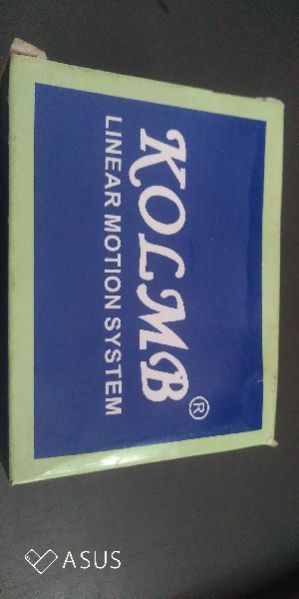 KOLMB®
LINEAR MOTION SYSTEM
ASUS